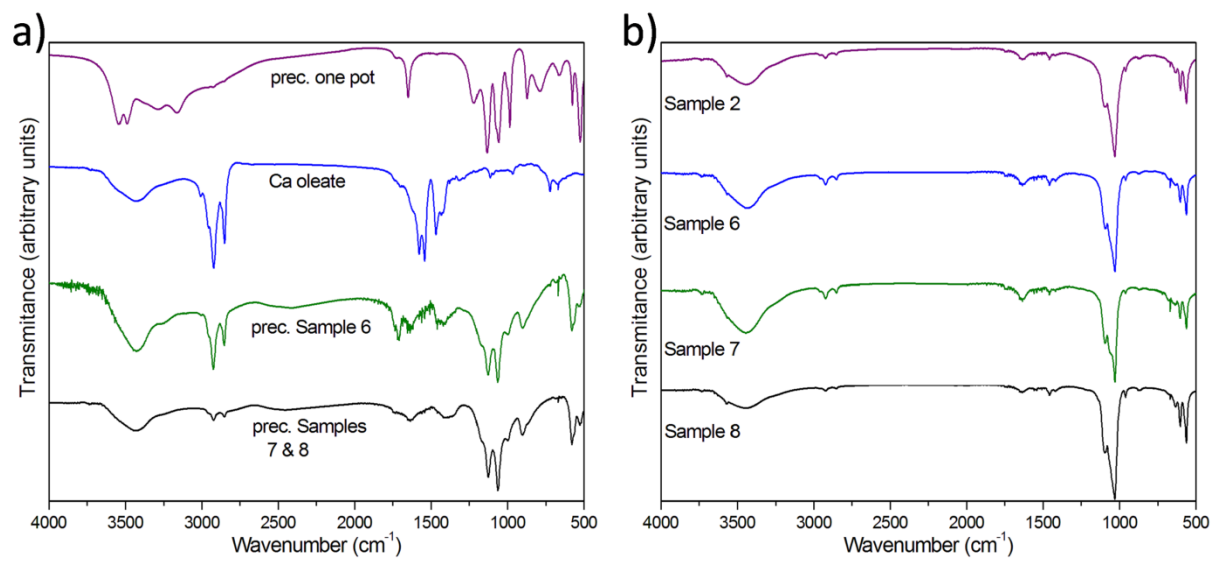 a)
Transmitance (arbitrary units)
prec. one pot
Ca oleate
prec. Sample 6
prec. Samples
7 & 8
4000 3500 3000 2500 2000 1500 1000 500
Wavenumber (cm-1)
b)
Transmitance (arbitrary units)
Sample 2
Sample 6
Sample 7
Sample 8
4000 3500 3000 2500 2000 1500 1000 500
Wavenumber (cm-1)